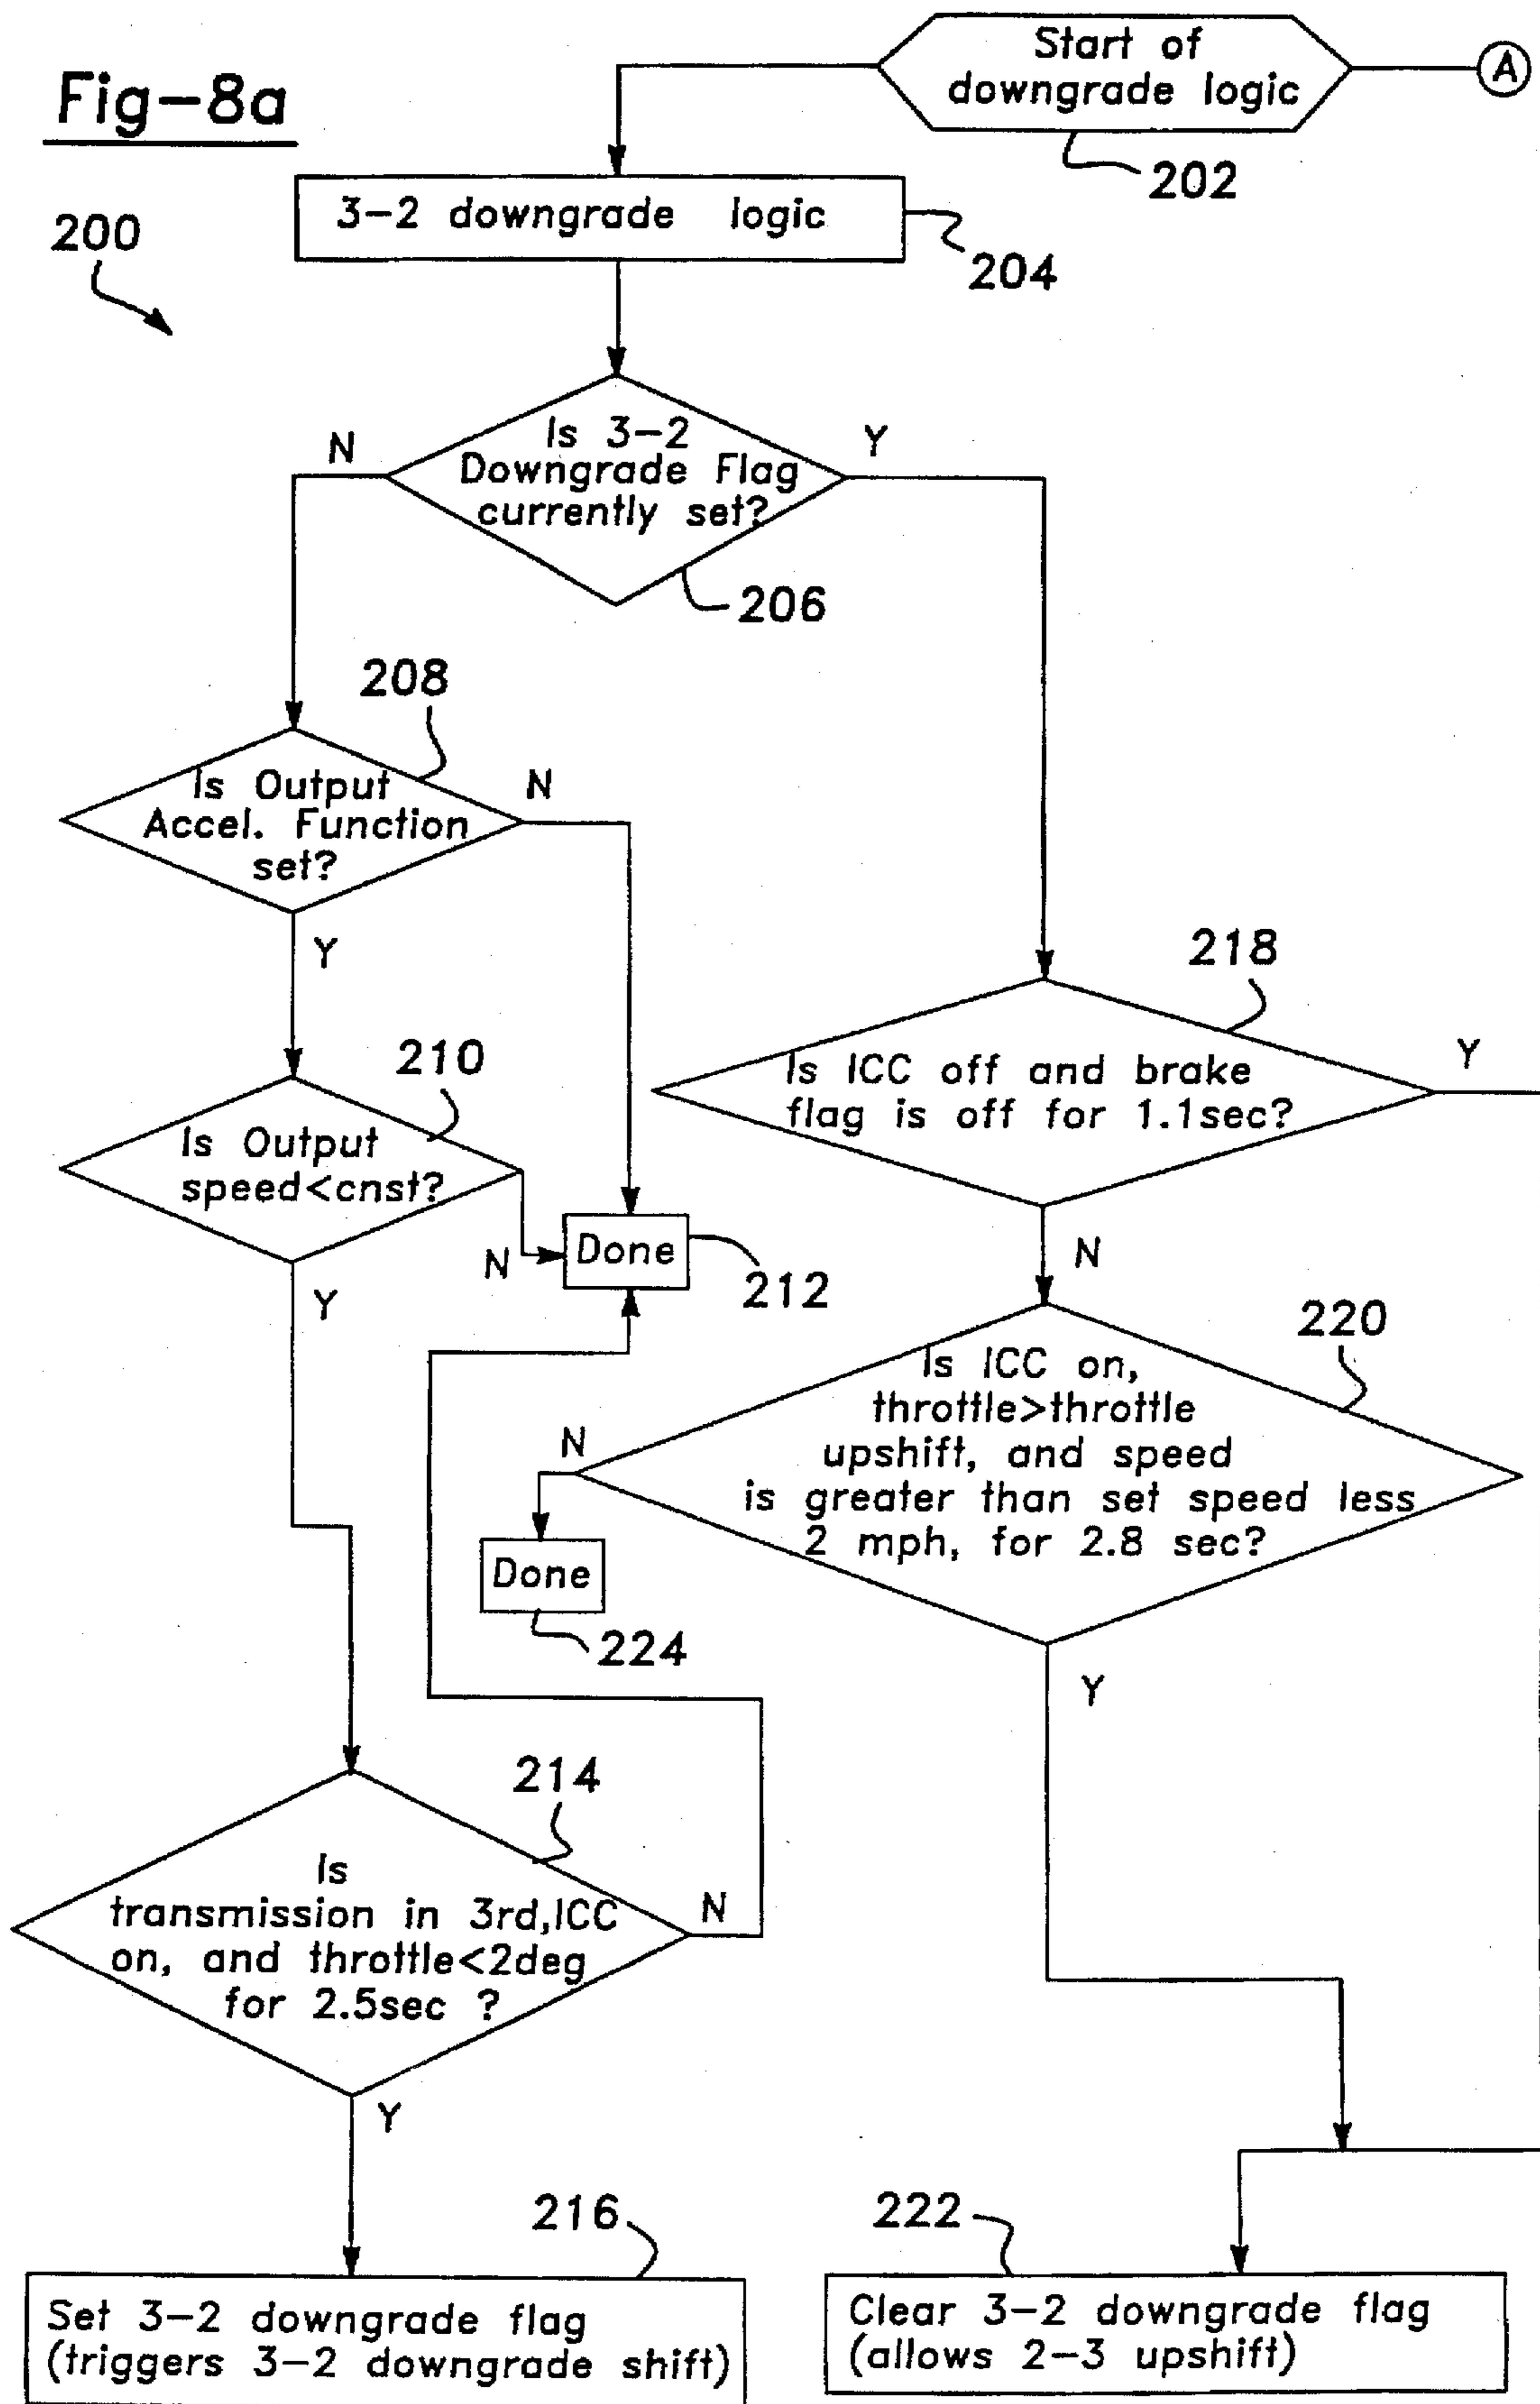 Fig-8a
Start of
downgrade logic
A
202
3-2 downgrade logic
204
200
Is 3-2
Downgrade Flag
currently set?
N
Y
206
208
Is Output
Accel. Function
set?
N
Y
210
Is Output
speed<cnst?
N
Y
Done
212
218
Is ICC off and brake
flag is off for 1.1sec?
Y
N
220
Is ICC on,
throttle>throttle
upshift, and speed
is greater than set speed less
2 mph, for 2.8 sec?
N
Done
224
Y
214
Is
transmission in 3rd,ICC
on, and throttle<2deg
for 2.5sec ?
N
Y
216
Set 3-2 downgrade flag
(triggers 3-2 downgrade shift)
222
Clear 3-2 downgrade flag
(allows 2-3 upshift)